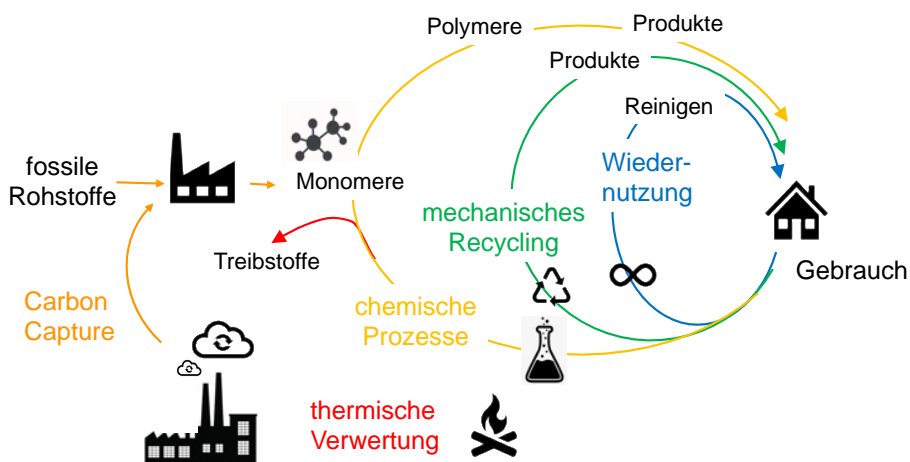 Polymere
Produkte
Produkte
Reinigen
fossile
Rohstoffe
Monomere
Wieder-
nutzung
mechanisches
Recycling
Treibstoffe
Gebrauch
Carbon
Capture
chemische
Prozesse
thermische
Verwertung